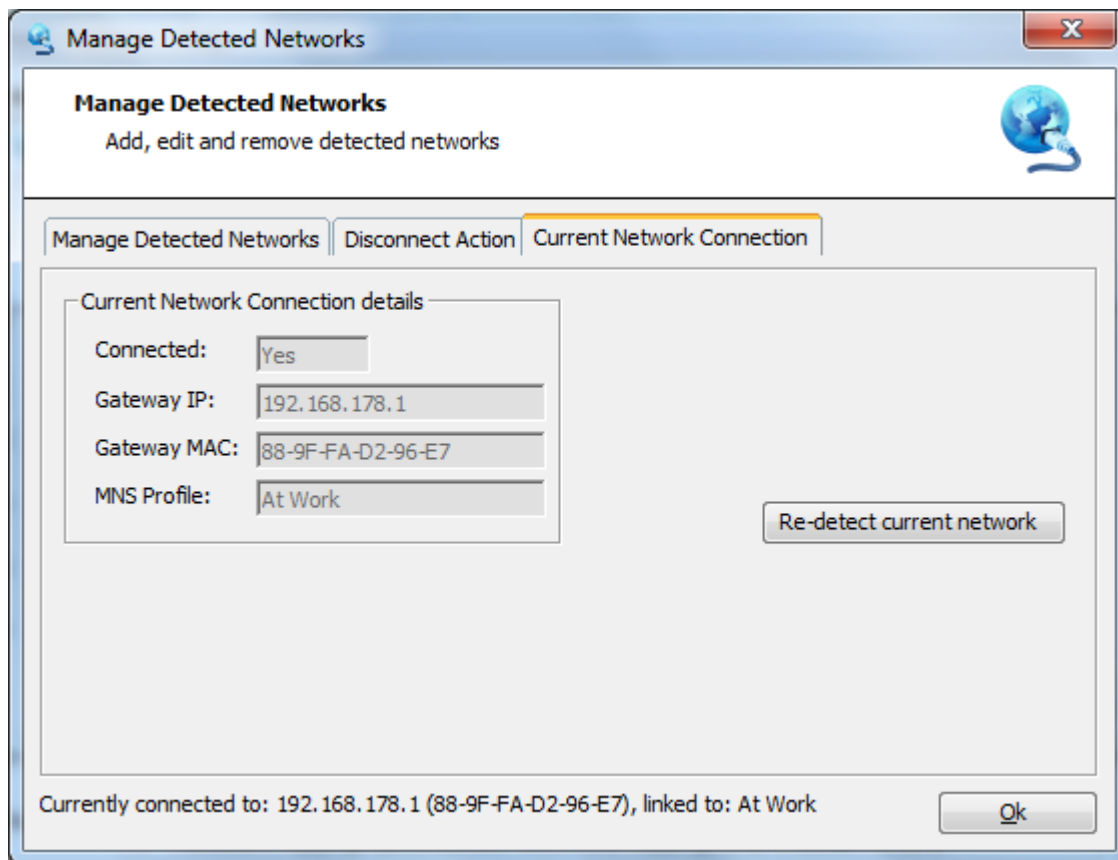 Manage Detected Networks
X
Manage Detected Networks
Add, edit and remove detected networks
Manage Detected Networks Disconnect Action Current Network Connection
Current Network Connection details
Connected: Yes
Gateway IP: 192.168.178.1
Gateway MAC: 88-9F-FA-D2-96-E7
MNS Profile: At Work
Re-detect current network
Currently connected to: 192.168.178.1 (88-9F-FA-D2-96-E7), linked to: At Work
Ok